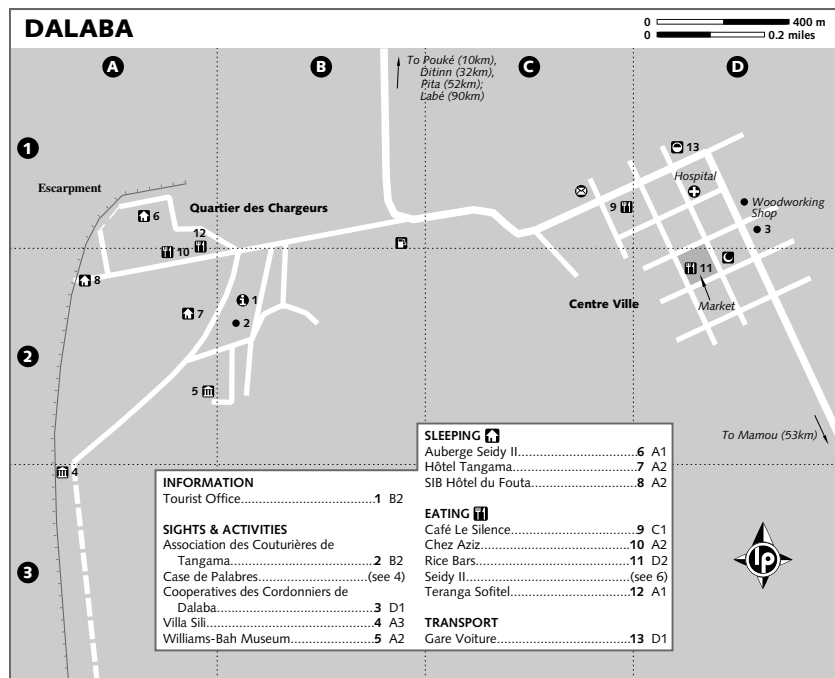 DALABA
0 400 m
0 0.2 miles
A
B
C
D
To Pouké (10km),
Ditinn (32km),
Pita (52km);
Labé (90km)
1
13
Hospital
Escarpment
6
Quartier des Chargeurs
9
Woodworking
Shop
3
12
10
8
11
1
Centre Ville
Market
7
2
2
5
To Mamou (53km)
4
3
INFORMATION
Tourist Office 1 B2
SIGHTS & ACTIVITIES
Association des Couturières de
Tangama 2 B2
Case de Palabres (see 4)
Cooperatives des Cordonniers de
Dalaba 3 D1
Villa Sili 4 A3
Williams-Bah Museum 5 A2
SLEEPING
Auberge Seidy II 6 A1
Hôtel Tangama 7 A2
SIB Hôtel du Fouta 8 A2
EATING
Café Le Silence 9 C1
Chez Aziz 10 A2
Rice Bars 11 D2
Seidy II (see 6)
Teranga Sofitel 12 A1
TRANSPORT
Gare Voiture 13 D1
lp